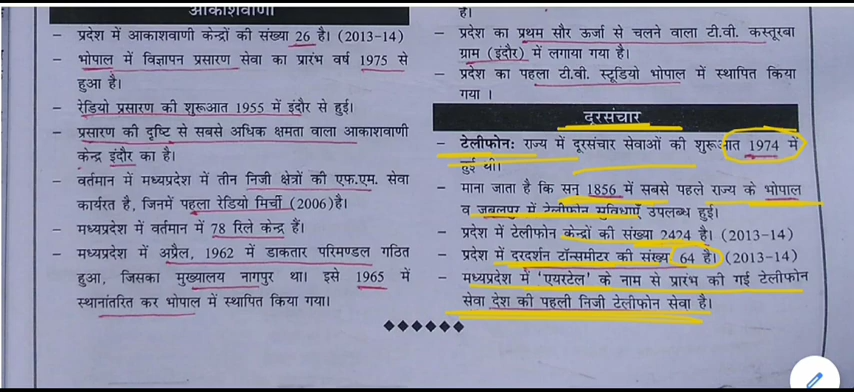 आकाशवाणी
– प्रदेश में आकाशवाणी केन्द्रों की संख्या 26 है। (2013-14)
– भोपाल में विज्ञापन प्रसारण सेवा का प्रारंभ वर्ष 1975 से
हुआ है।
– रेडियो प्रसारण की शुरूआत 1955 में इंदौर से हुई।
– प्रसारण की दृष्टि से सबसे अधिक क्षमता वाला आकाशवाणी
केन्द्र इंदौर का है।
– वर्तमान में मध्यप्रदेश में तीन निजी क्षेत्रों की एफ.एम. सेवा
कार्यरत है, जिनमें पहला रेडियो मिर्ची (2006)है।
– मध्यप्रदेश में वर्तमान में 78 रिले केन्द्र हैं।
– मध्यप्रदेश में अप्रैल, 1962 में डाकतार परिमण्डल गठित
हुआ, जिसका मुख्यालय नागपुर था। इसे 1965 में
स्थानांतरित कर भोपाल में स्थापित किया गया।
है।
– प्रदेश का प्रथम सौर ऊर्जा से चलने वाला टी.वी. कस्तूरबा
ग्राम (इंदौर) में लगाया गया है।
– प्रदेश का पहला टी.वी. स्टूडियो भोपाल में स्थापित किया
गया ।
दूरसंचार
– टेलीफोन: राज्य में दूरसंचार सेवाओं की शुरूआत 1974 में
हुई थी।
– माना जाता है कि सन् 1856 में सबसे पहले राज्य के भोपाल
व जबलपुर में टेलीफोन सुविधाएँ उपलब्ध हुई।
– प्रदेश में टेलीफोन केन्द्रों की संख्या 2424 है। (2013-14)
– प्रदेश में दूरदर्शन ट्रांसमीटर की संख्या 64 है। (2013-14)
– मध्यप्रदेश में 'एयरटेल' के नाम से प्रारंभ की गई टेलीफोन
सेवा देश की पहली निजी टेलीफोन सेवा है।